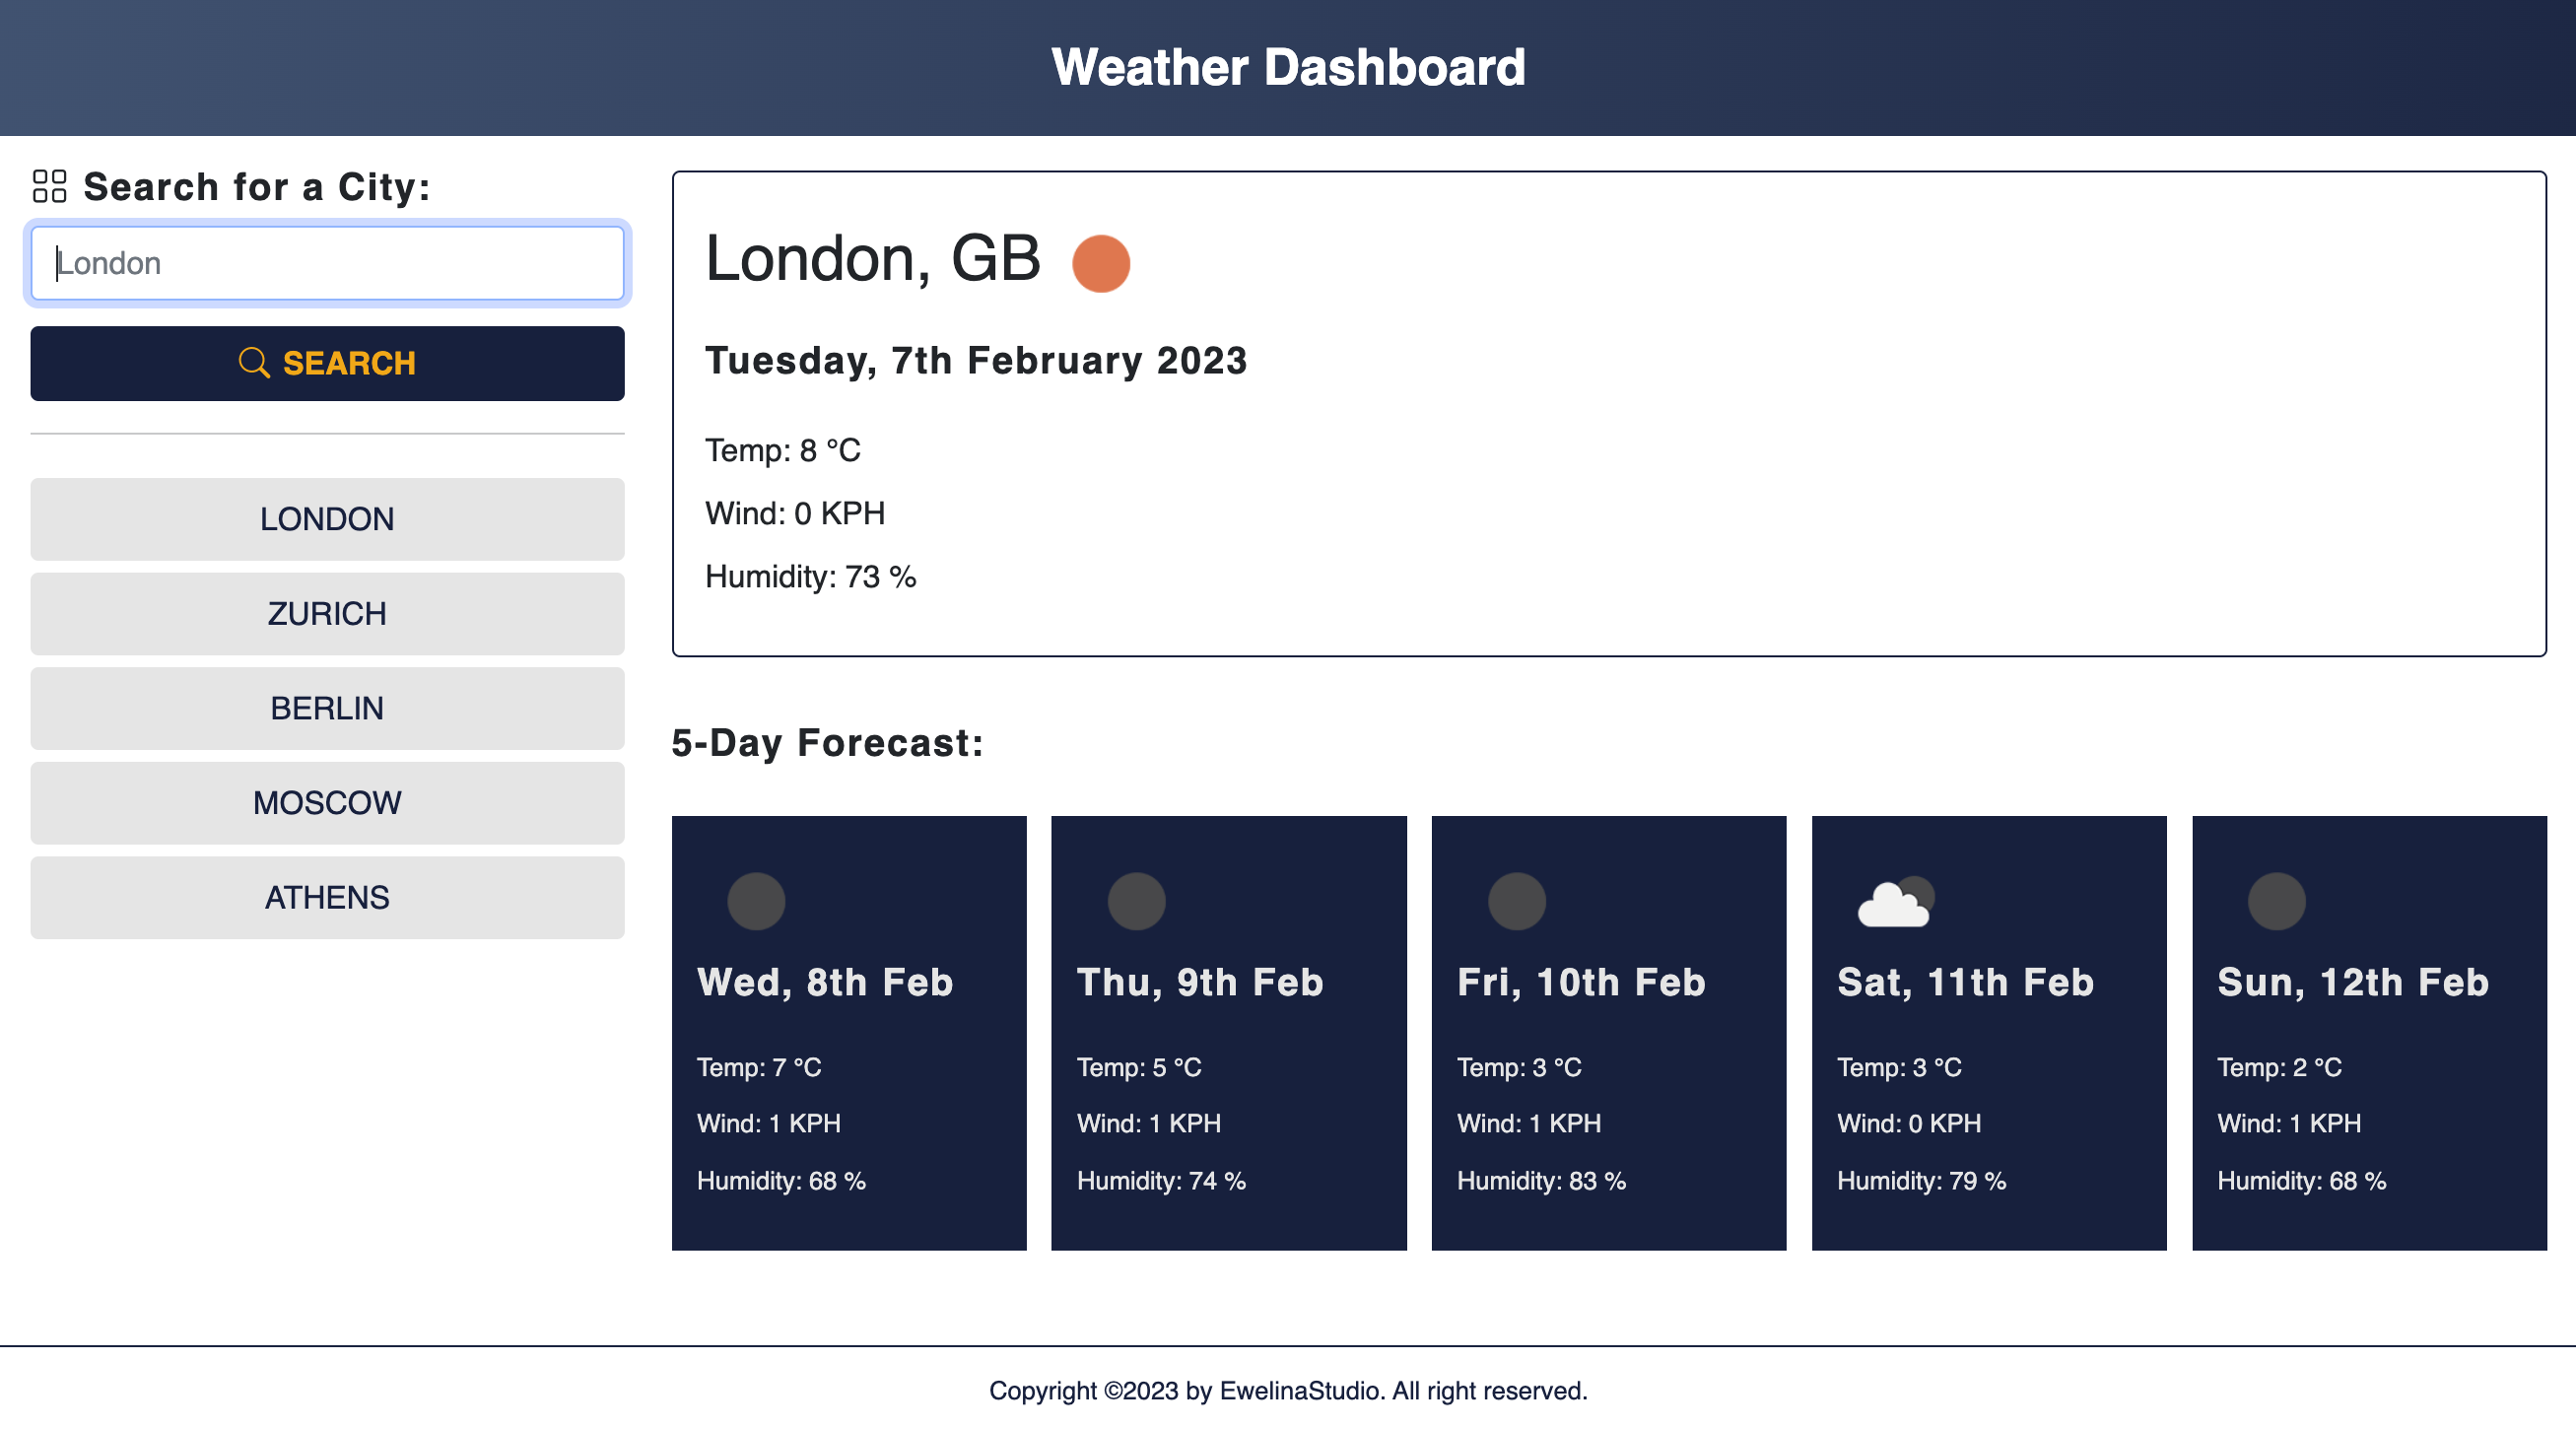 Weather Dashboard
Search for a City:
London
SEARCH
LONDON
ZURICH
BERLIN
MOSCOW
ATHENS
London, GB
Tuesday, 7th February 2023
Temp: 8 °C
Wind: 0 KPH
Humidity: 73 %
5-Day Forecast:
Wed, 8th Feb
Temp: 7 °C
Wind: 1 KPH
Humidity: 68 %
Thu, 9th Feb
Temp: 5 °C
Wind: 1 KPH
Humidity: 74 %
Fri, 10th Feb
Temp: 3 °C
Wind: 1 KPH
Humidity: 83 %
Sat, 11th Feb
Temp: 3 °C
Wind: 0 KPH
Humidity: 79 %
Sun, 12th Feb
Temp: 2 °C
Wind: 1 KPH
Humidity: 68 %
Copyright ©2023 by EwelinaStudio. All right reserved.